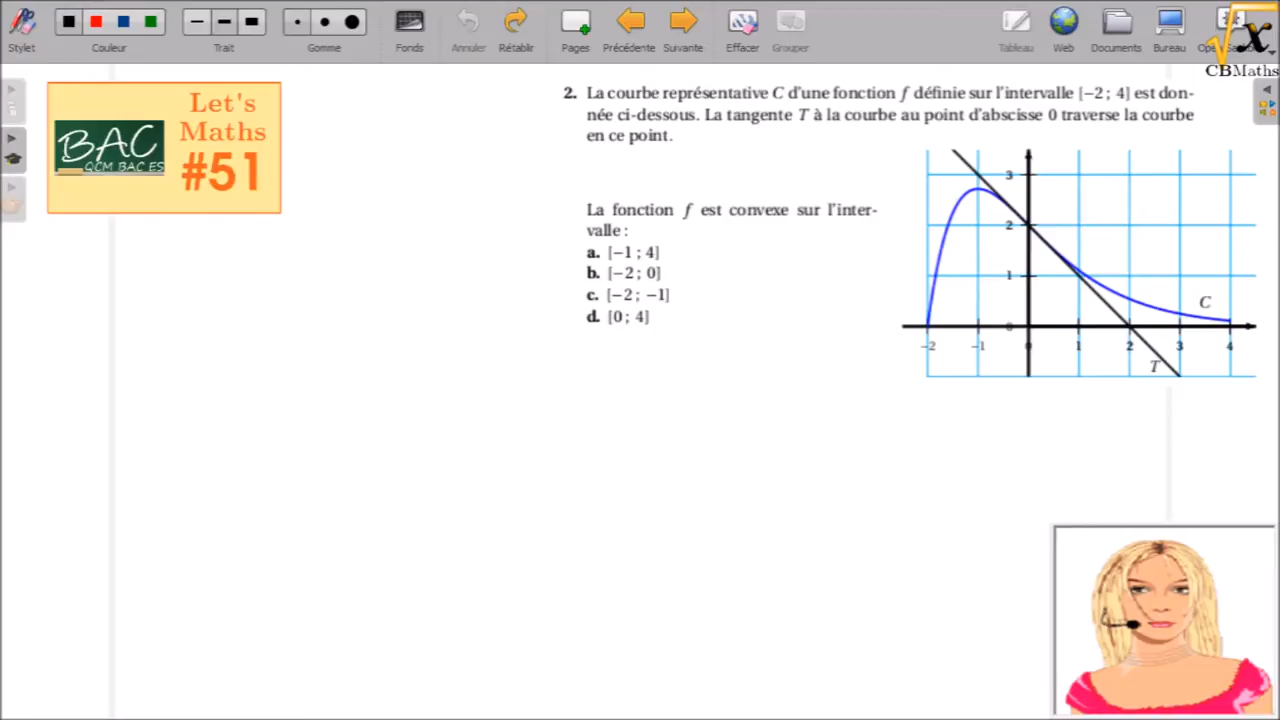 Stylet
Couleur
Trait
Gomme
Fonds
Annuler
Rétablir
Pages
Précédente
Suivante
Effacer
Grouper
Tableau
Web
Documents
Bureau
x
CBMaths
Let's
Maths
#51
BAC
QCM BAC ES
2. La courbe représentative C d'une fonction f définie sur l'intervalle [−2 ; 4] est don-
née ci-dessous. La tangente T à la courbe au point d'abscisse 0 traverse la courbe
en ce point.
La fonction f est convexe sur l'inter-
valle :
a. [−1 ; 4]
b. [−2 ; 0]
c. [−2 ; −1]
d. [0 ; 4]
3
2
1
0
C
−2 −1 0 1 2 3 4
T